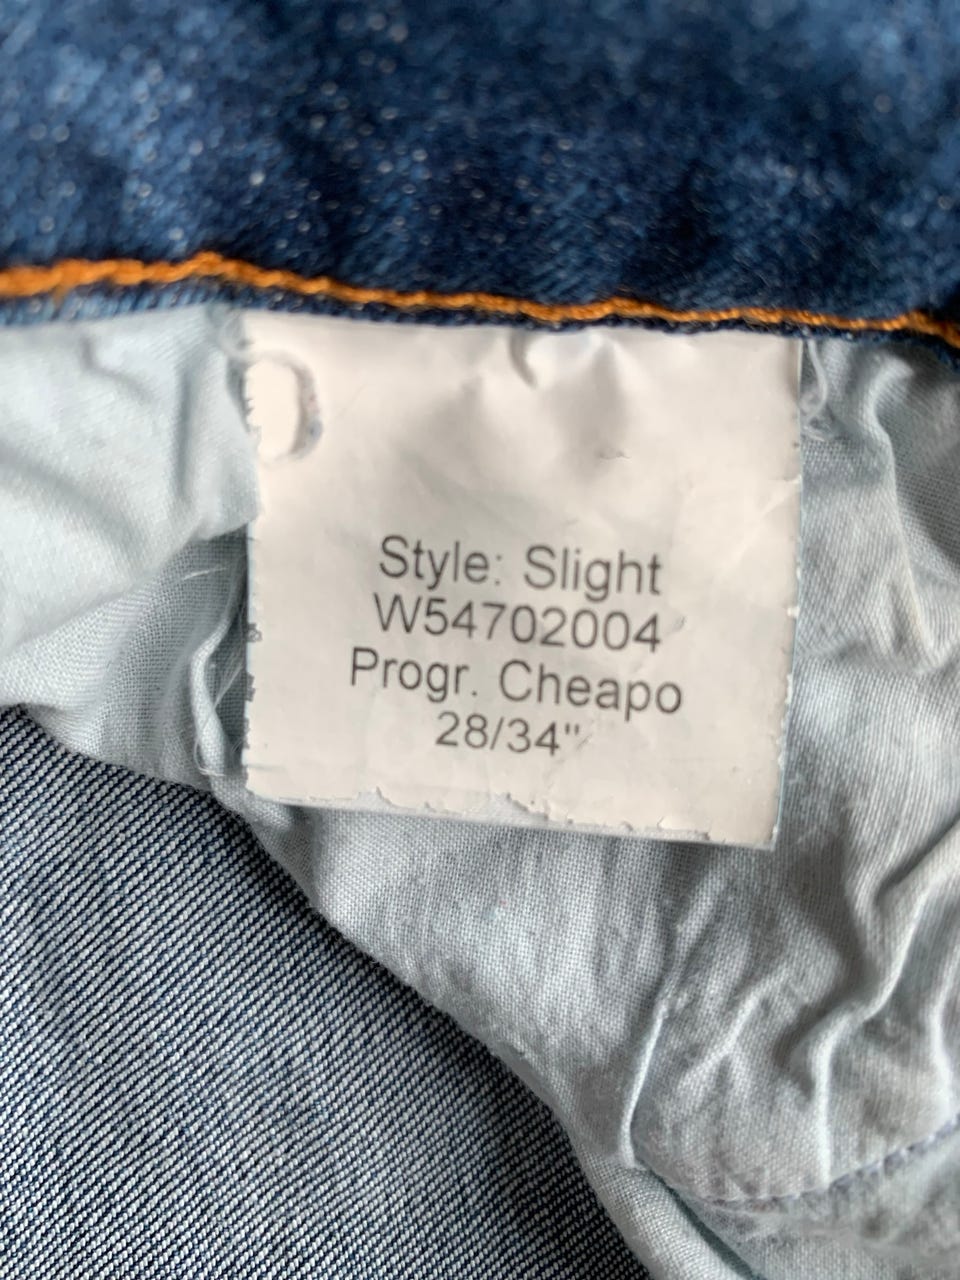 Style: Slight
W54702004
Progr. Cheapo
28/34"